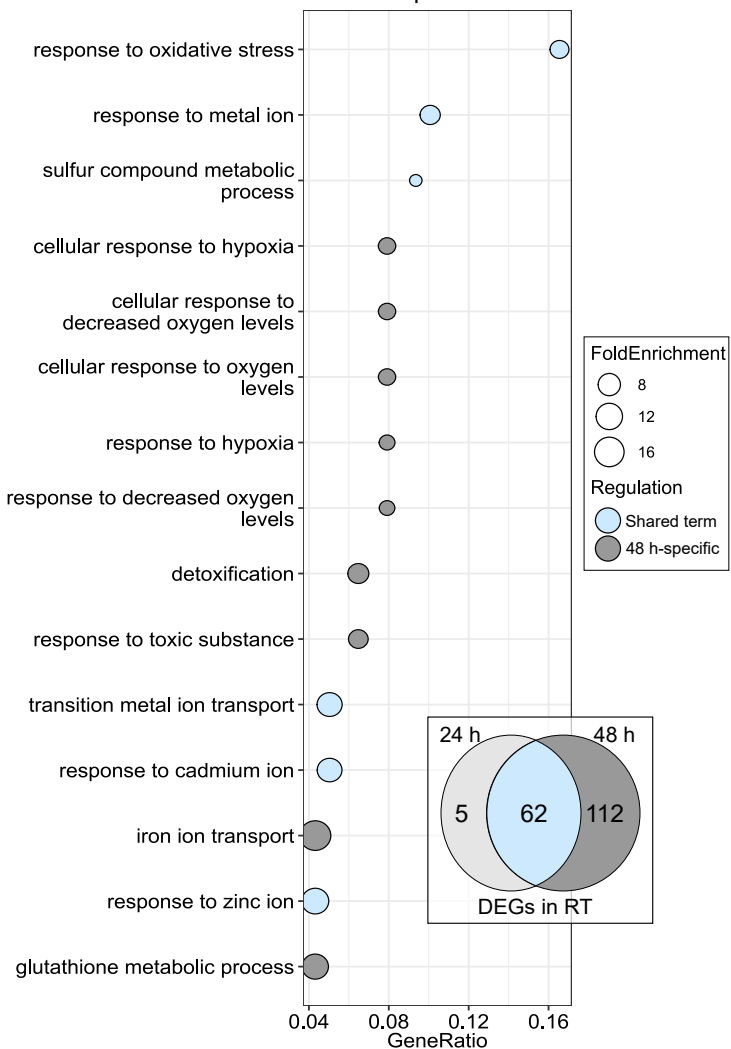 response to oxidative stress
response to metal ion
sulfur compound metabolic
process
cellular response to hypoxia
cellular response to
decreased oxygen levels
cellular response to oxygen
levels
response to hypoxia
response to decreased oxygen
levels
detoxification
response to toxic substance
transition metal ion transport
response to cadmium ion
iron ion transport
response to zinc ion
glutathione metabolic process
0.04 0.08 0.12 0.16
GeneRatio
FoldEnrichment
8
12
16
Regulation
Shared term
48 h-specific
24 h 48 h
5 62 112
DEGs in RT